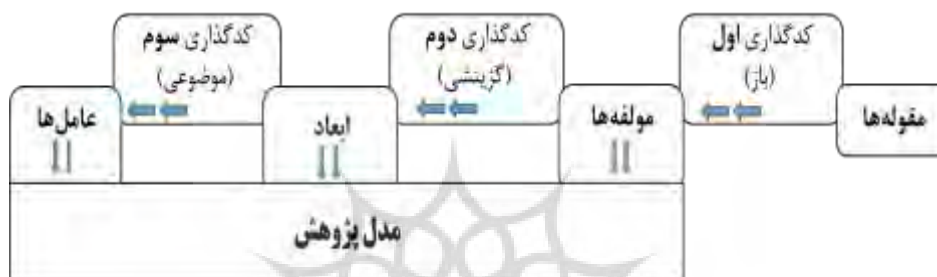 مقوله‌ها
کدگذاری اول
(باز)
مولفه‌ها
کدگذاری دوم
(گزینشی)
ابعاد
کدگذاری سوم
(موضوعی)
عامل‌ها
مدل پژوهش